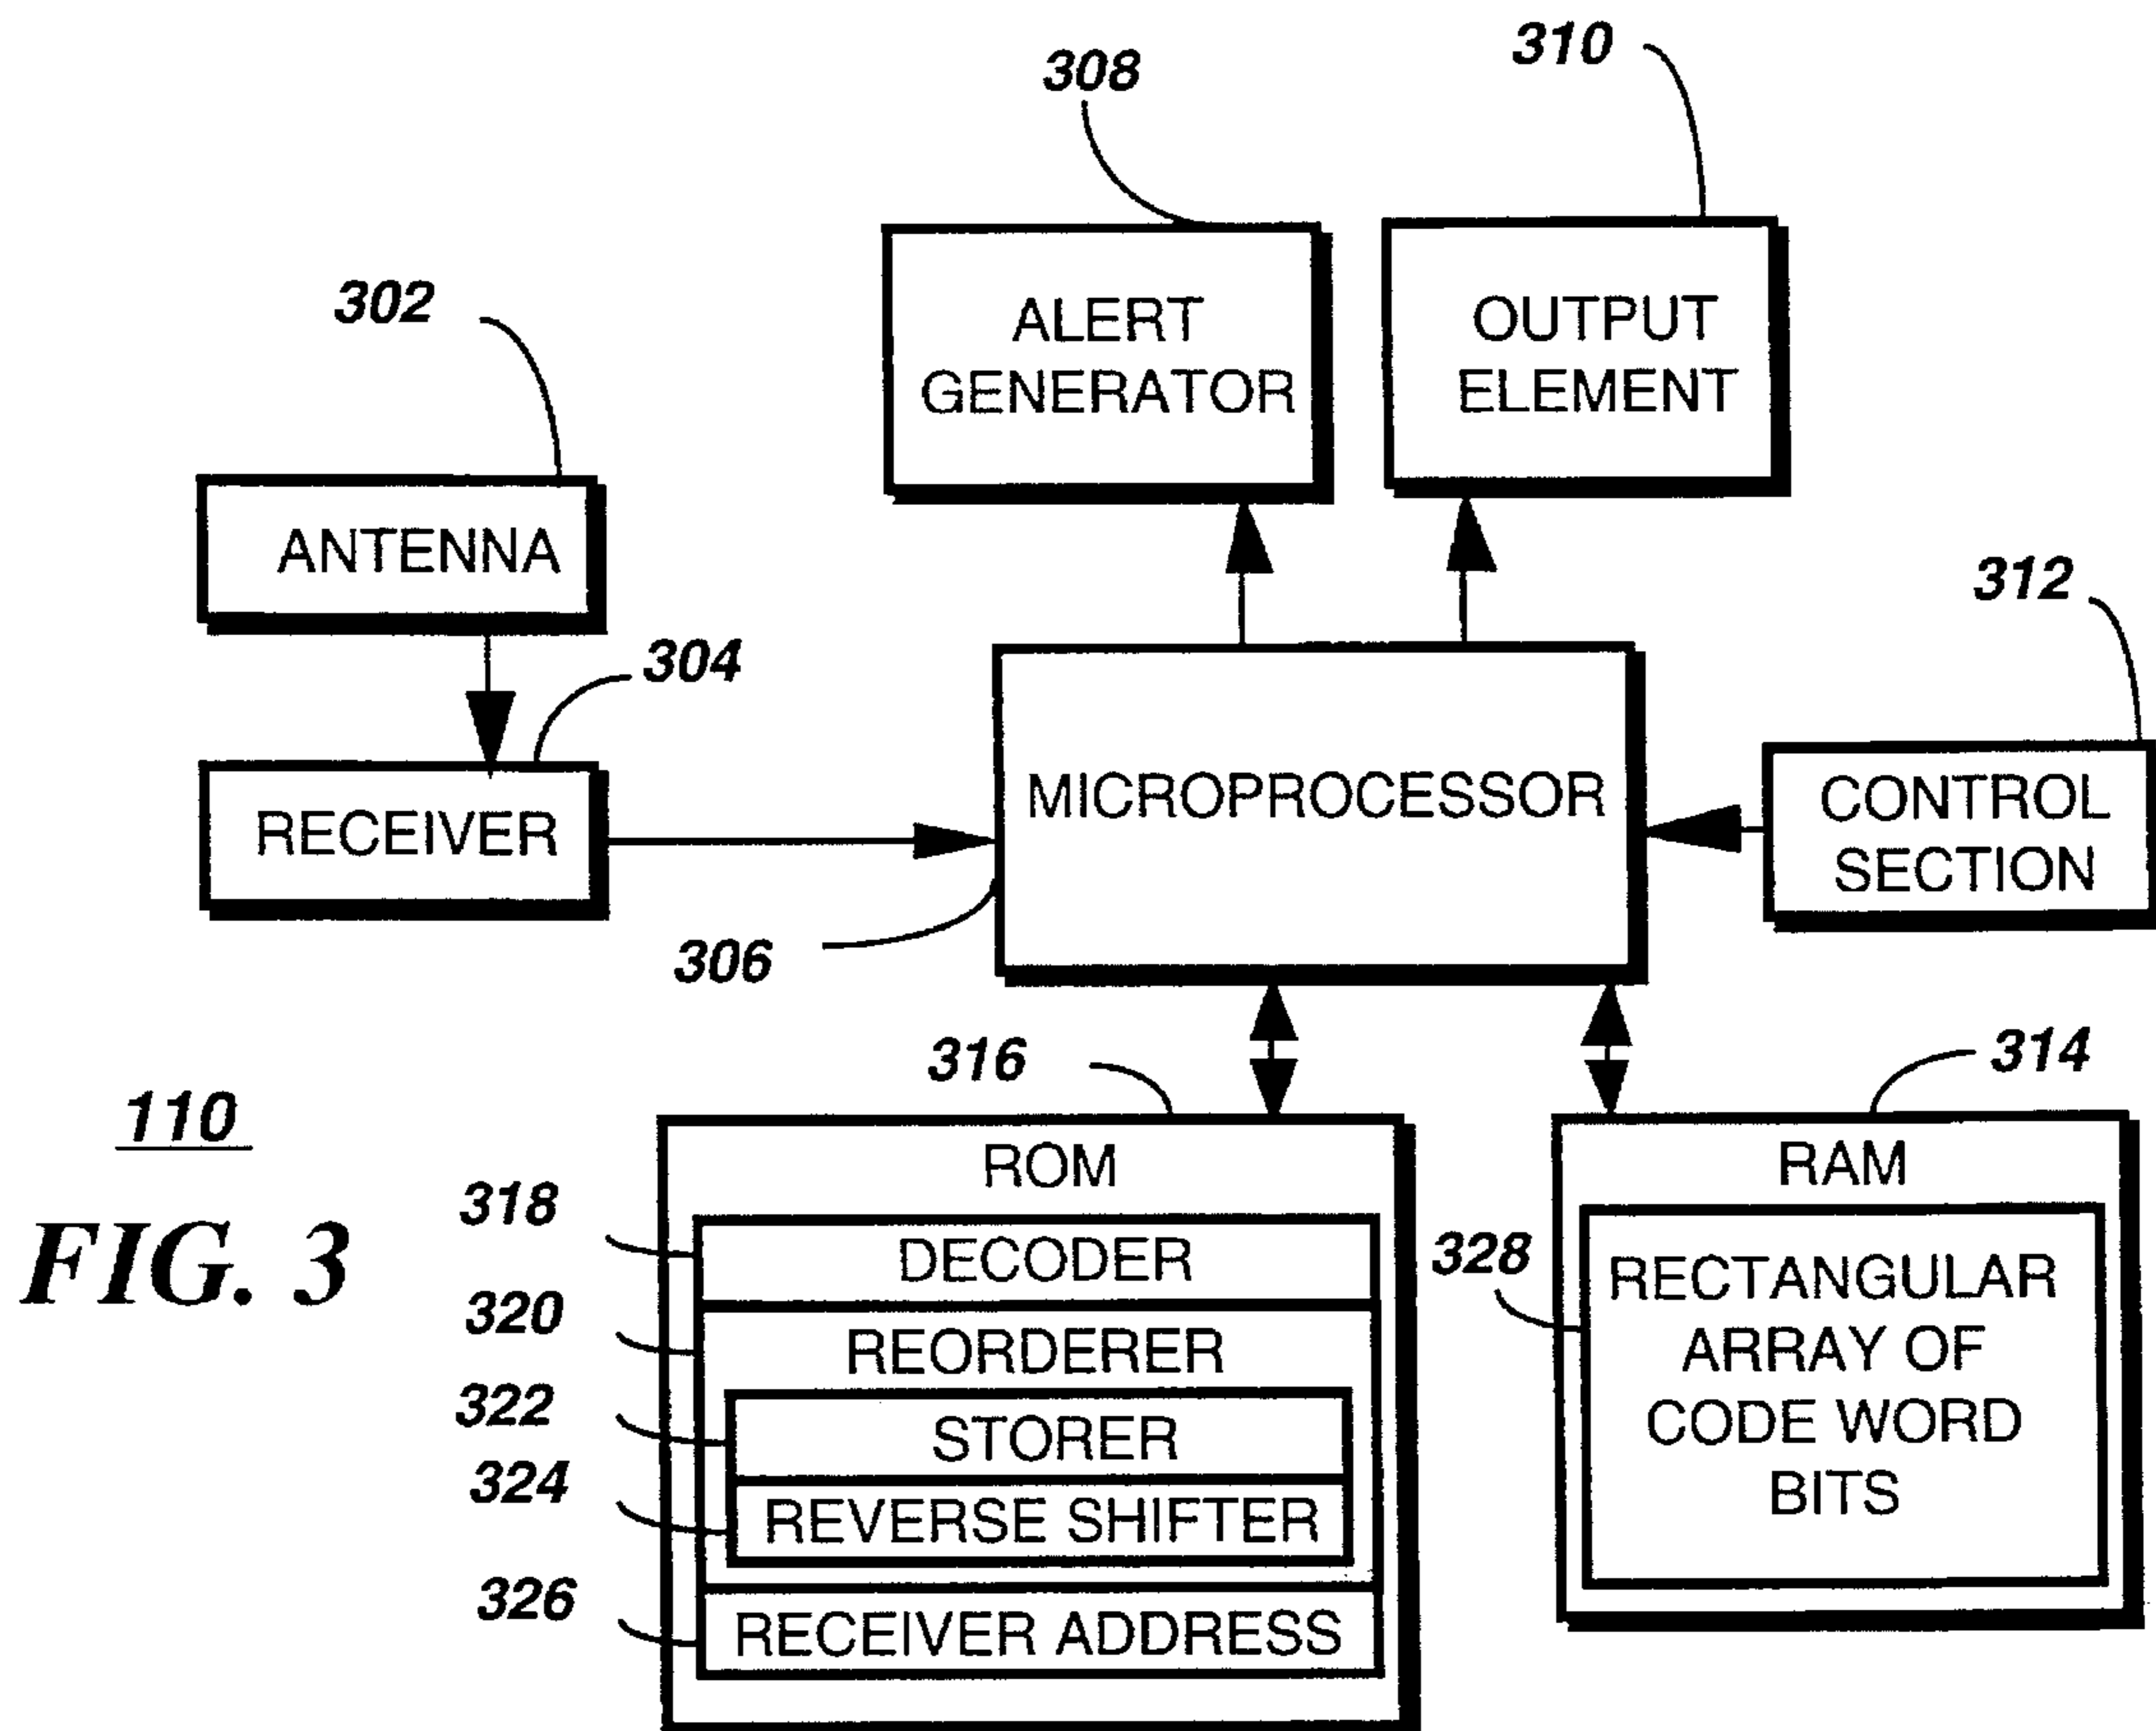 310
308
302
ALERT
GENERATOR
OUTPUT
ELEMENT
ANTENNA
312
304
RECEIVER
MICROPROCESSOR
CONTROL
SECTION
306
316
314
110
FIG. 3
ROM
318
DECODER
320
REORDERER
322
STORER
324
REVERSE SHIFTER
326
RECEIVER ADDRESS
RAM
328
RECTANGULAR
ARRAY OF
CODE WORD
BITS